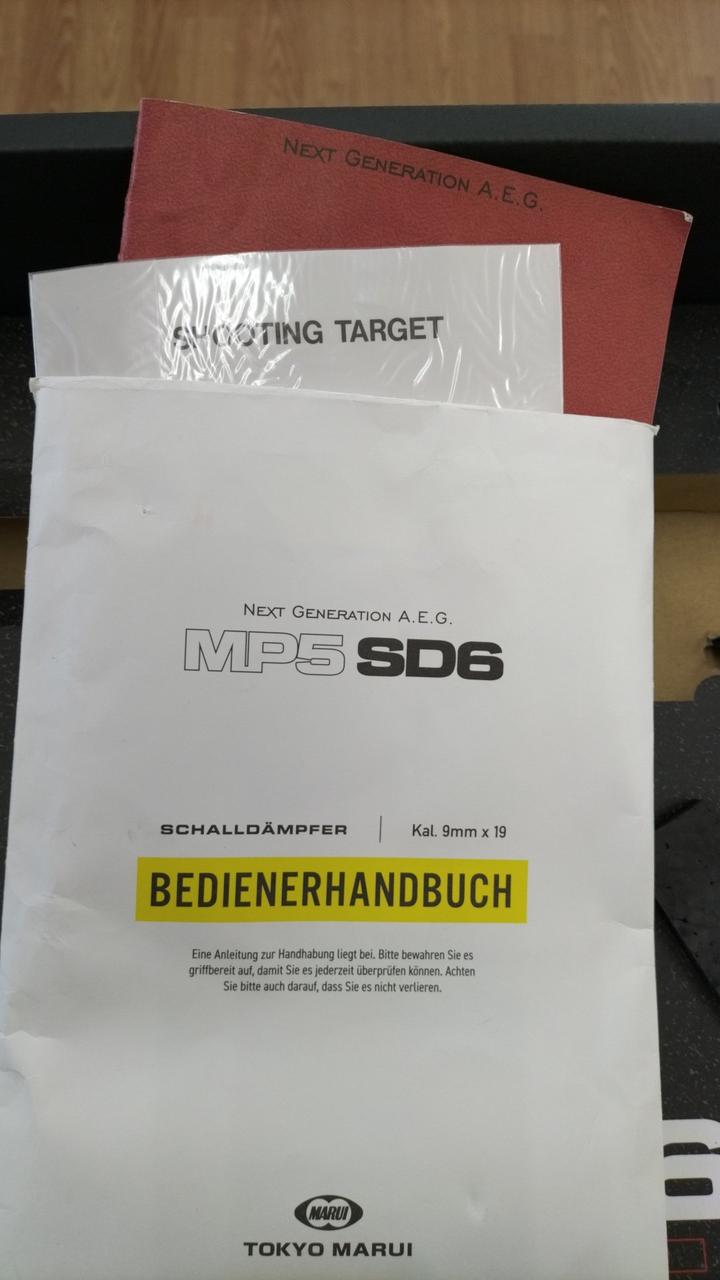 NEXT GENERATION A.E.G.
SHOOTING TARGET
NEXT GENERATION A.E.G.
MP5 SD6
SCHALLDÄMPFER | Kal. 9mm x 19
BEDIENERHANDBUCH
Eine Anleitung zur Handhabung liegt bei. Bitte bewahren Sie es
griffbereit auf, damit Sie es jederzeit überprüfen können. Achten
Sie bitte auch darauf, dass Sie es nicht verlieren.
MARUI
TOKYO MARUI